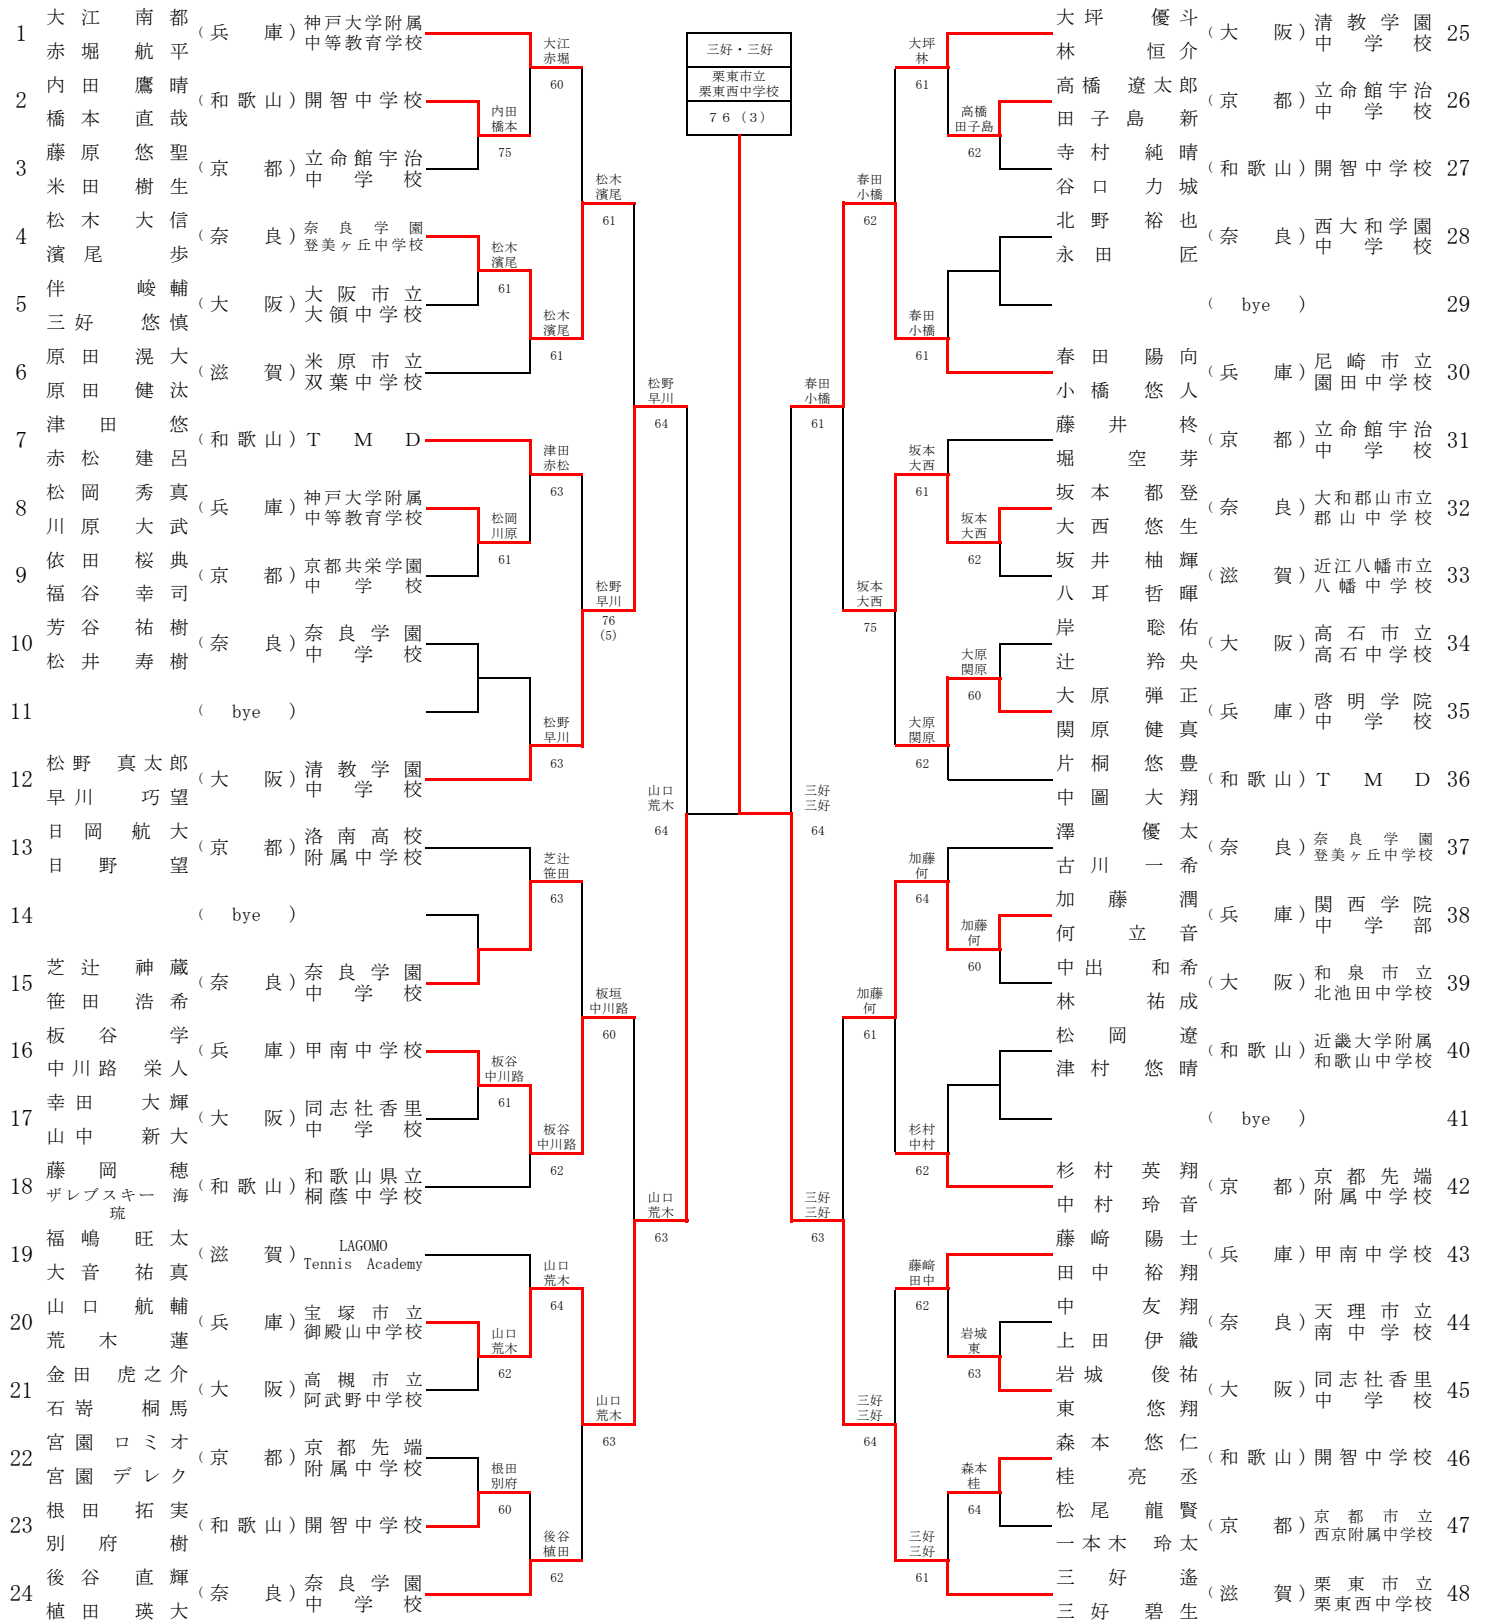 1 大江 南都 (兵 庫) 神戸大学附属
赤堀 航平 中等教育学校
2 内田 鷹晴 (和歌山) 開智中学校
橋本 直哉
3 藤原 悠聖 (京 都) 立命館宇治
米田 樹生 中学校
4 松木 大信 (奈 良) 奈良学園
濱尾 歩 登美ヶ丘中学校
5 伴 峻輔 (大 阪) 大阪市立
三好 悠慎 大領中学校
6 原田 滉大 (滋 賀) 米原市立
原田 健汰 双葉中学校
7 津田 悠 (和歌山) TMD
赤松 建呂
8 松岡 秀真 (兵 庫) 神戸大学附属
川原 大武 中等教育学校
9 依田 桜典 (京 都) 京都共栄学園
福谷 幸司 中学校
10 芳谷 祐樹 (奈 良) 奈良学園
松井 寿樹 中学校
11 ( bye )
12 松野 真太郎 (大 阪) 清教学園
早川 巧望 中学校
13 日岡 航大 (京 都) 洛南高校
日野 望 附属中学校
14 ( bye )
15 芝辻 神蔵 (奈 良) 奈良学園
笹田 浩希 中学校
16 板谷 学 (兵 庫) 甲南中学校
中川路 栄人
17 幸田 大輝 (大 阪) 同志社香里
山中 新大 中学校
18 藤岡 穂 (和歌山) 和歌山県立
ザレブスキー 海 桐蔭中学校
琉
19 福嶋 旺太 (滋 賀) LAGOMO
大音 祐真 Tennis Academy
20 山口 航輔 (兵 庫) 宝塚市立
荒木 蓮 御殿山中学校
21 金田 虎之介 (大 阪) 高槻市立
石嵜 桐馬 阿武野中学校
22 宮園 ロミオ (京 都) 京都先端
宮園 デレク 附属中学校
23 根田 拓実 (和歌山) 開智中学校
別府 樹
24 後谷 直輝 (奈 良) 奈良学園
植田 瑛大 中学校
内田
橋本
75
松木
濱尾
61
松岡
川原
61
板谷
中川路
61
山口
荒木
62
根田
別府
60
大江
赤堀
60
松木
濱尾
61
津田
赤松
63
松野
早川
63
芝辻
笹田
63
板谷
中川路
62
山口
荒木
64
後谷
植田
62
松木
濱尾
61
松野
早川
76
(5)
板垣
中川路
60
山口
荒木
63
松野
早川
64
山口
荒木
63
山口
荒木
64
三好・三好
栗東市立
栗東西中学校
76(3)
三好
三好
64
春田
小橋
61
三好
三好
63
春田
小橋
62
坂本
大西
75
加藤
何
61
三好
三好
64
大坪
林
61
春田
小橋
61
坂本
大西
61
大原
関原
62
加藤
何
64
杉村
中村
62
藤﨑
田中
62
三好
三好
61
高橋
田子島
62
坂本
大西
62
大原
関原
60
加藤
何
60
岩城
東
63
森本
桂
64
大坪 優斗 (大 阪) 清教学園 25
林 恒介 中学校
高橋 遼太郎 (京 都) 立命館宇治 26
田子島 新 中学校
寺村 純晴 (和歌山) 開智中学校 27
谷口 力城
北野 裕也 (奈 良) 西大和学園 28
永田 匠 中学校
( bye ) 29
春田 陽向 (兵 庫) 尼崎市立 30
小橋 悠人 園田中学校
藤井 柊 (京 都) 立命館宇治 31
堀 空芽 中学校
坂本 都登 (奈 良) 大和郡山市立 32
大西 悠生 郡山中学校
坂井 柚輝 (滋 賀) 近江八幡市立 33
八耳 哲暉 八幡中学校
岸 聡佑 (大 阪) 高石市立 34
辻 羚央 高石中学校
大原 弾正 (兵 庫) 啓明学院 35
関原 健真 中学校
片桐 悠豊 (和歌山) TMD 36
中圖 大翔
澤 優太 (奈 良) 奈良学園 37
古川 一希 登美ヶ丘中学校
加藤 潤 (兵 庫) 関西学院 38
何 立音 中学部
中出 和希 (大 阪) 和泉市立 39
林 祐成 北池田中学校
松岡 遼 (和歌山) 近畿大学附属 40
津村 悠晴 和歌山中学校
( bye ) 41
杉村 英翔 (京 都) 京都先端 42
中村 玲音 附属中学校
藤﨑 陽士 (兵 庫) 甲南中学校 43
田中 裕翔
中 友翔 (奈 良) 天理市立 44
上田 伊織 南中学校
岩城 俊祐 (大 阪) 同志社香里 45
東 悠翔 中学校
森本 悠仁 (和歌山) 開智中学校 46
桂 亮丞
松尾 龍賢 (京 都) 京都市立 47
一本木 玲太 西京附属中学校
三好 遙 (滋 賀) 栗東市立 48
三好 碧生 栗東西中学校